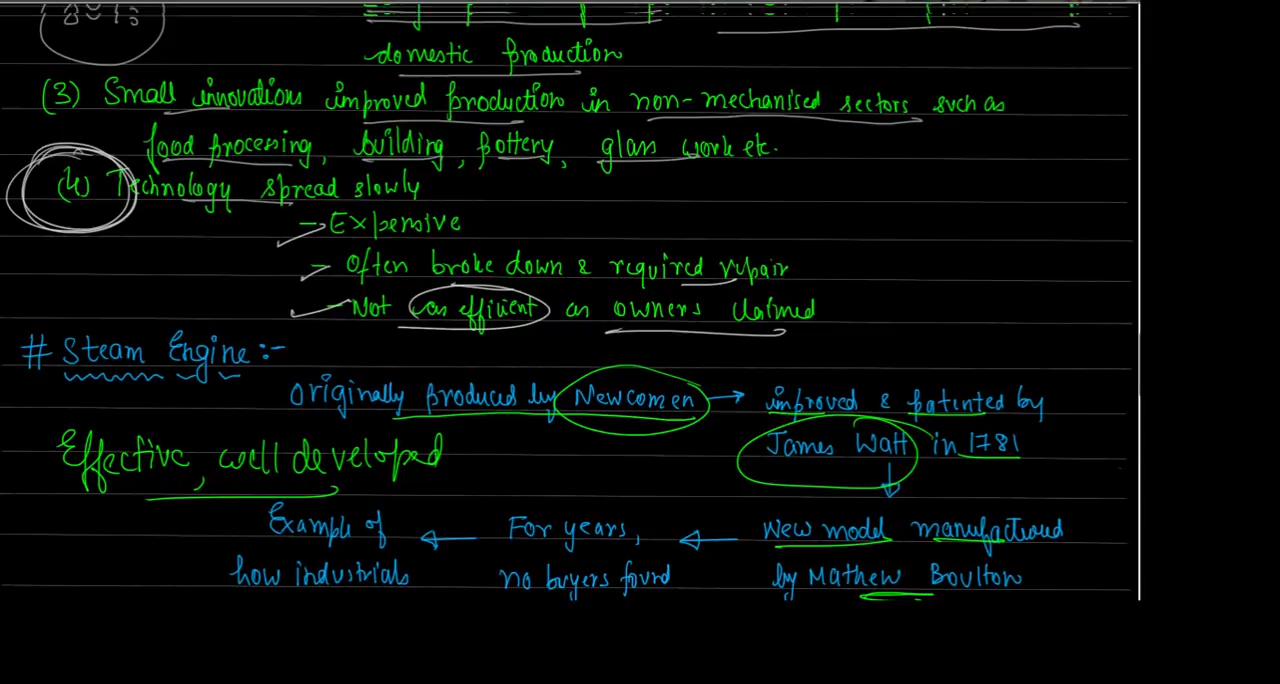 domestic production
(3) Small innovations improved production in non-mechanised sectors such as
food processing, building, pottery, glass work etc.
(4) Technology spread slowly
- Expensive
- Often broke down & required repair
- Not as efficient as owners claimed
# Steam Engine :-
Originally produced by Newcomen → improved & patented by
James Watt in 1781
Effective, well developed
↓
New model manufactured
by Mathew Boulton
←
For years,
no buyers found
←
Example of
how industrials